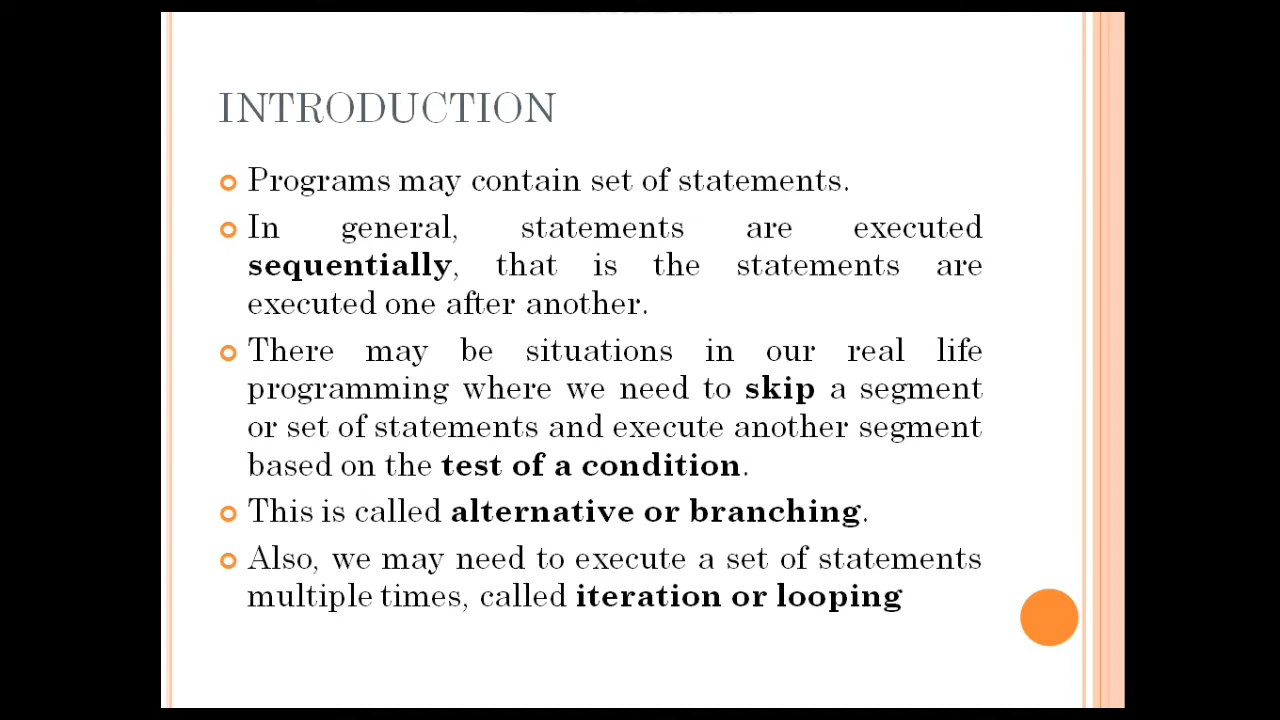 INTRODUCTION
Programs may contain set of statements.
In general, statements are executed
sequentially, that is the statements are
executed one after another.
There may be situations in our real life
programming where we need to skip a segment
or set of statements and execute another segment
based on the test of a condition.
This is called alternative or branching.
Also, we may need to execute a set of statements
multiple times, called iteration or looping